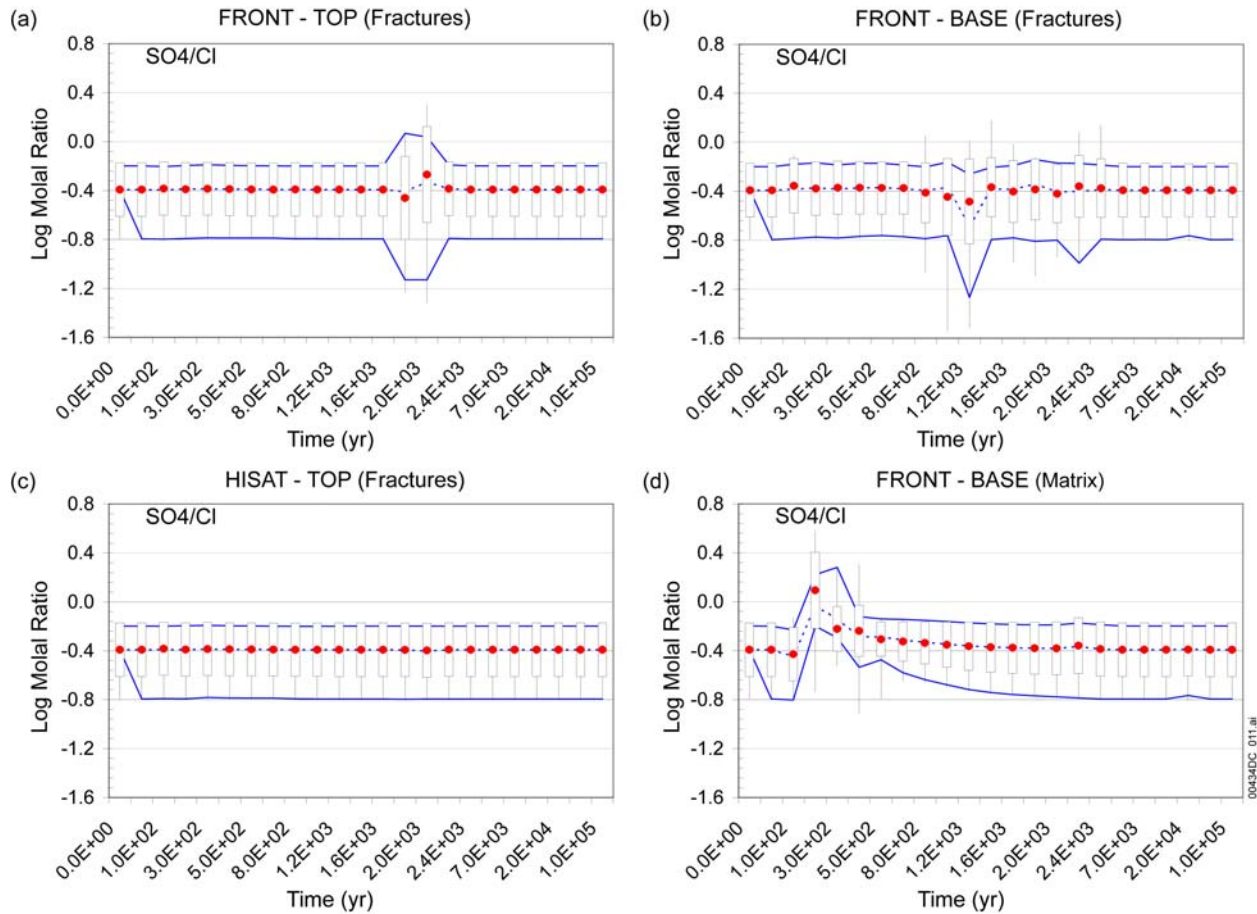 (a) FRONT - TOP (Fractures)
SO4/Cl
Log Molal Ratio
0.8
0.4
0.0
-0.4
-0.8
-1.2
-1.6
0.0E+00 1.0E+02 3.0E+02 5.0E+02 8.0E+02 1.2E+03 1.6E+03 2.0E+03 2.4E+03 7.0E+03 2.0E+04 1.0E+05
Time (yr)
(b) FRONT - BASE (Fractures)
SO4/Cl
Log Molal Ratio
0.8
0.4
0.0
-0.4
-0.8
-1.2
-1.6
0.0E+00 1.0E+02 3.0E+02 5.0E+02 8.0E+02 1.2E+03 1.6E+03 2.0E+03 2.4E+03 7.0E+03 2.0E+04 1.0E+05
Time (yr)
(c) HISAT - TOP (Fractures)
SO4/Cl
Log Molal Ratio
0.8
0.4
0.0
-0.4
-0.8
-1.2
-1.6
0.0E+00 1.0E+02 3.0E+02 5.0E+02 8.0E+02 1.2E+03 1.6E+03 2.0E+03 2.4E+03 7.0E+03 2.0E+04 1.0E+05
Time (yr)
(d) FRONT - BASE (Matrix)
SO4/Cl
Log Molal Ratio
0.8
0.4
0.0
-0.4
-0.8
-1.2
-1.6
0.0E+00 1.0E+02 3.0E+02 5.0E+02 8.0E+02 1.2E+03 1.6E+03 2.0E+03 2.4E+03 7.0E+03 2.0E+04 1.0E+05
Time (yr)
00434DC_011.ai